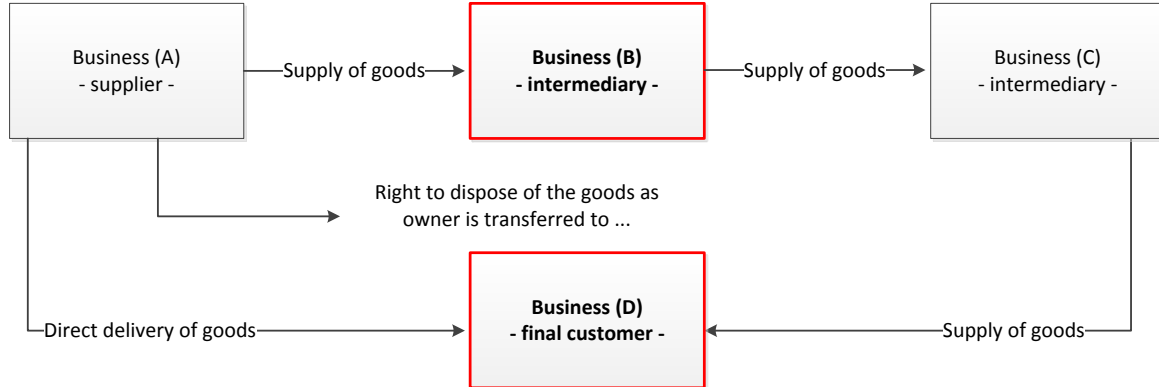 Business (A)
- supplier -
Supply of goods
Business (B)
- intermediary -
Supply of goods
Business (C)
- intermediary -
Right to dispose of the goods as
owner is transferred to ...
Direct delivery of goods
Business (D)
- final customer -
Supply of goods